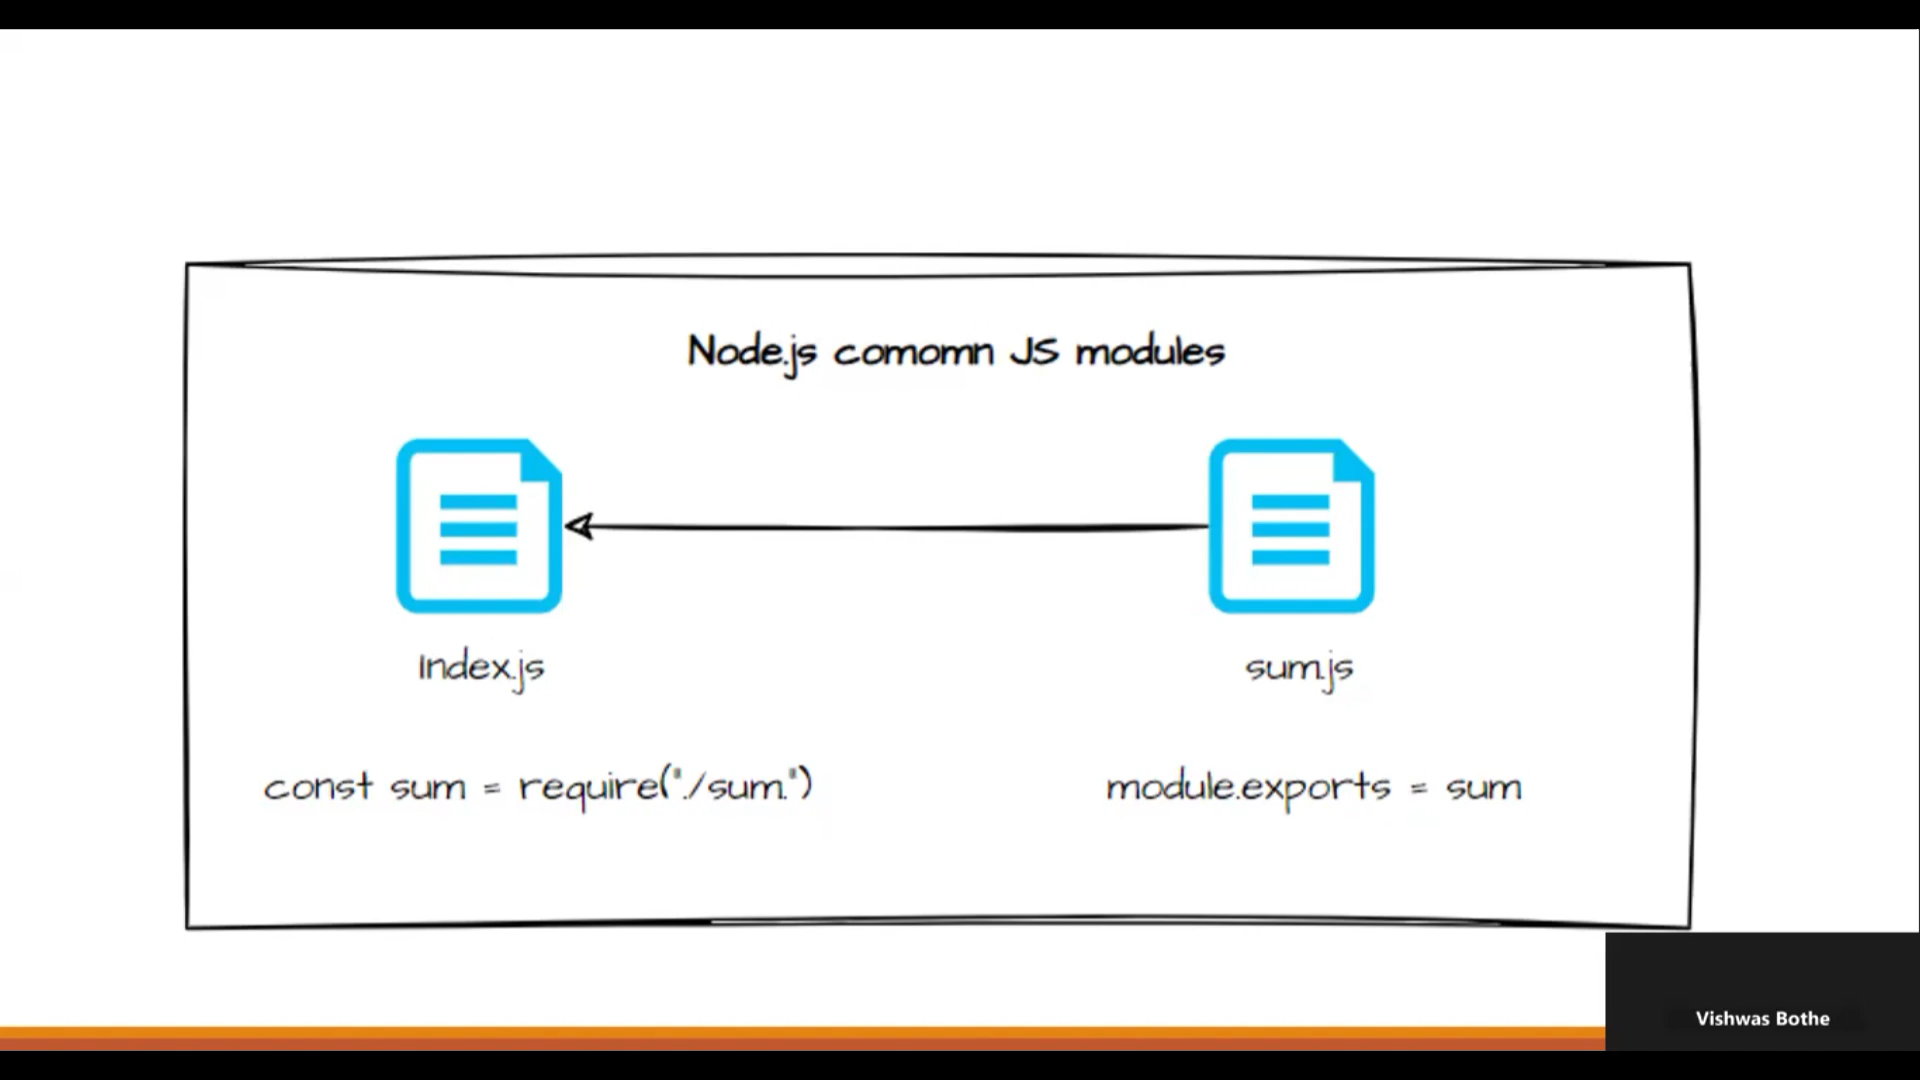 Node.js comomn JS modules
Index.js
sum.js
const sum = require("./sum.")
module.exports = sum
Vishwas Bothe